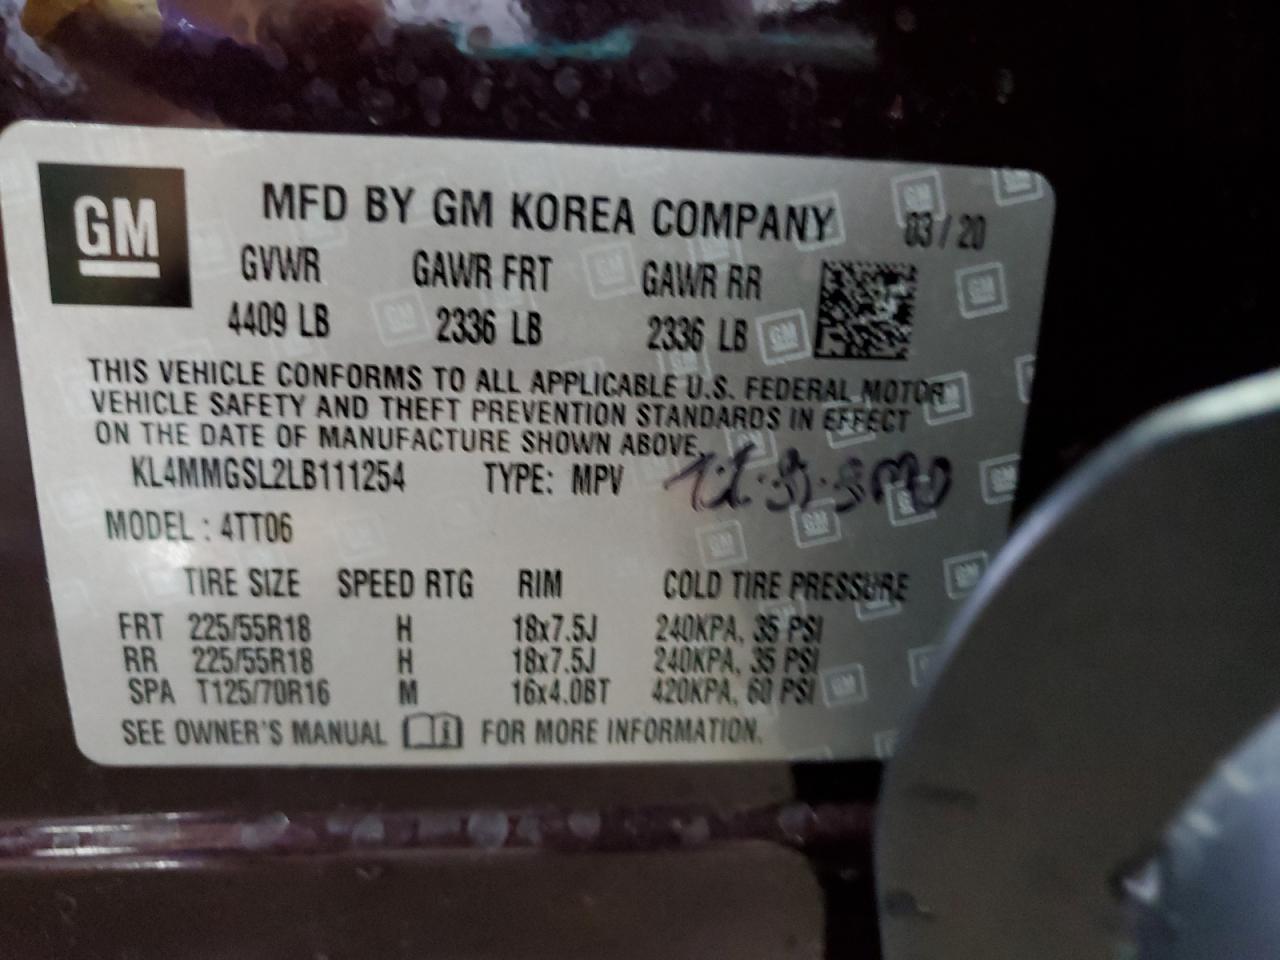 GM
MFD BY GM KOREA COMPANY 03 / 20
GVWR GAWR FRT GAWR RR
4409 LB 2336 LB 2336 LB
THIS VEHICLE CONFORMS TO ALL APPLICABLE U.S. FEDERAL MOTOR
VEHICLE SAFETY AND THEFT PREVENTION STANDARDS IN EFFECT
ON THE DATE OF MANUFACTURE SHOWN ABOVE.
KL4MMGSL2LB111254 TYPE: MPV
MODEL : 4TT06
TIRE SIZE SPEED RTG RIM COLD TIRE PRESSURE
FRT 225/55R18 H 18x7.5J 240KPA, 35 PSI
RR 225/55R18 H 18x7.5J 240KPA, 35 PSI
SPA T125/70R16 M 16x4.0BT 420KPA, 60 PSI
SEE OWNER'S MANUAL FOR MORE INFORMATION.